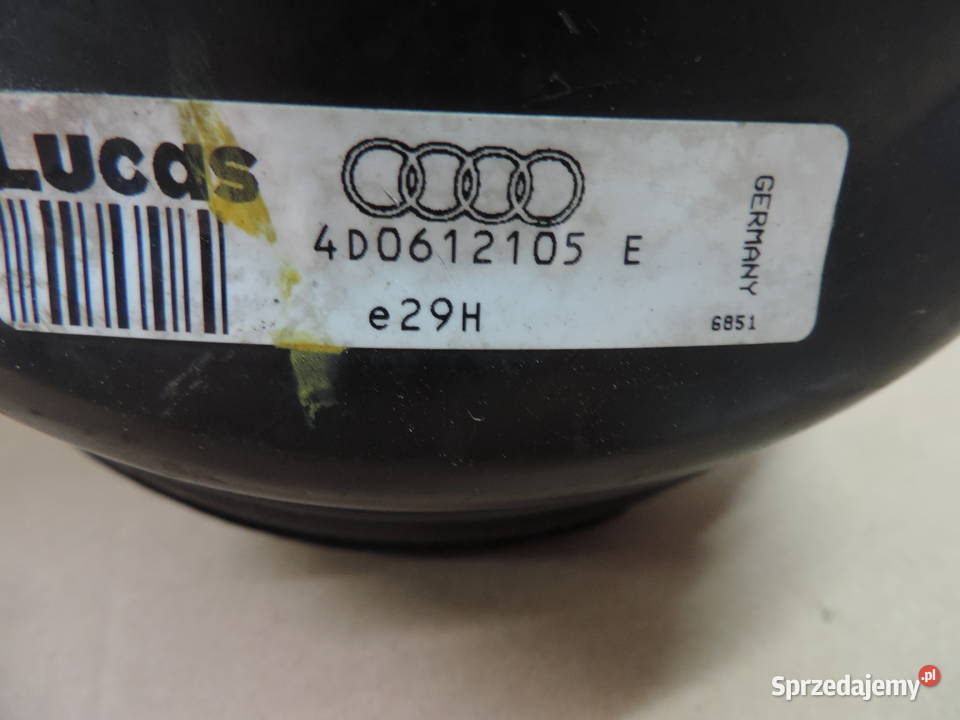 Lucas
4D0612105 E
e29H
GERMANY
6851
Sprzedajemy.pl